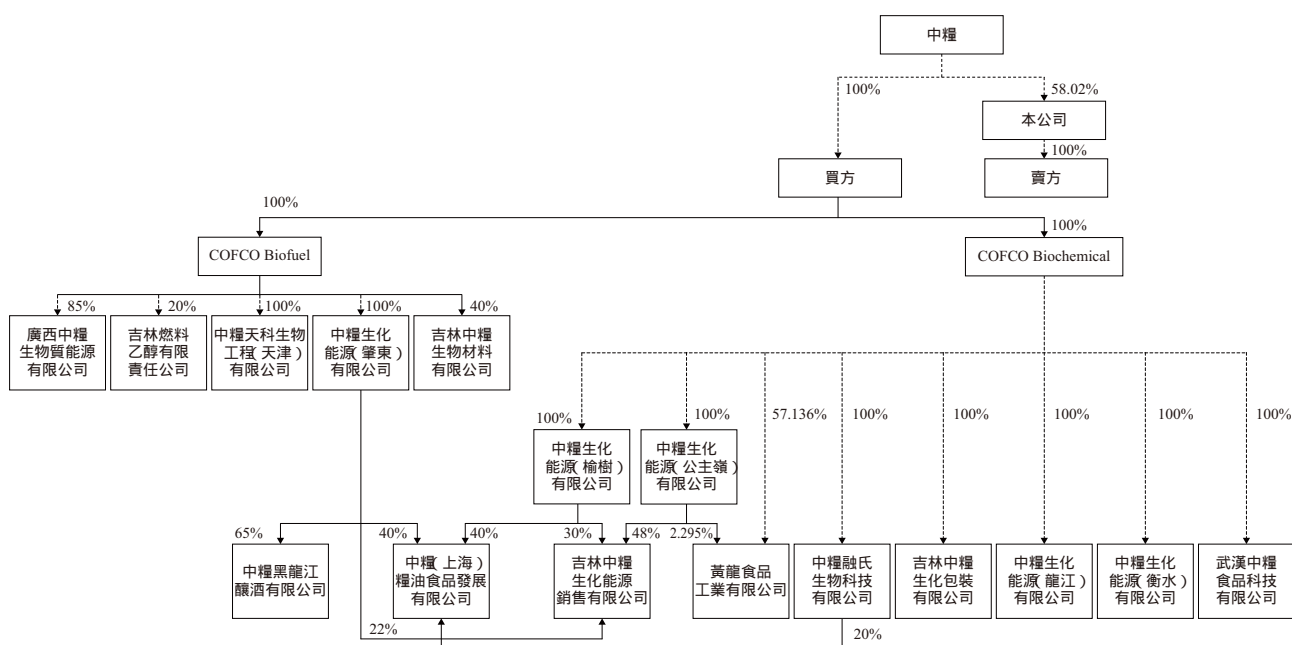 中糧
100%
58.02%
本公司
100%
買方
賣方
100%
100%
COFCO Biofuel
COFCO Biochemical
85%
20%
100%
100%
40%
廣西中糧
生物質能源
有限公司
吉林燃料
乙醇有限
責任公司
中糧天科生物
工程(天津)
有限公司
中糧生化
能源(肇東)
有限公司
吉林中糧
生物材料
有限公司
100%
100%
57.136%
100%
100%
100%
100%
100%
中糧生化
能源(榆樹)
有限公司
中糧生化
能源(公主嶺)
有限公司
65%
40%
40%
30%
48%
2.295%
中糧黑龍江
釀酒有限公司
中糧(上海)
糧油食品發展
有限公司
吉林中糧
生化能源
銷售有限公司
黃龍食品
工業有限公司
中糧融氏
生物科技
有限公司
吉林中糧
生化包裝
有限公司
中糧生化
能源(龍江)
有限公司
中糧生化
能源(衡水)
有限公司
武漢中糧
食品科技
有限公司
22%
20%